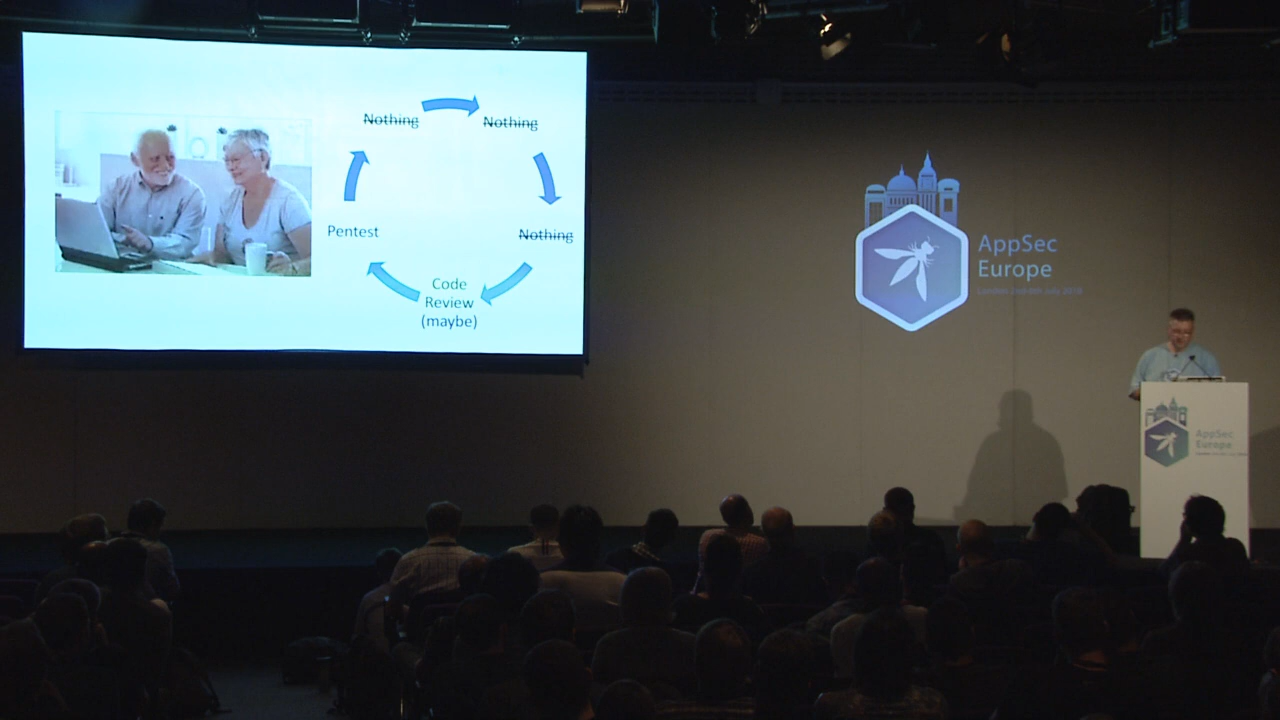 ~~Nothing~~
~~Nothing~~
~~Nothing~~
Code
Review
(maybe)
Pentest
AppSec
Europe
AppSec
Europe